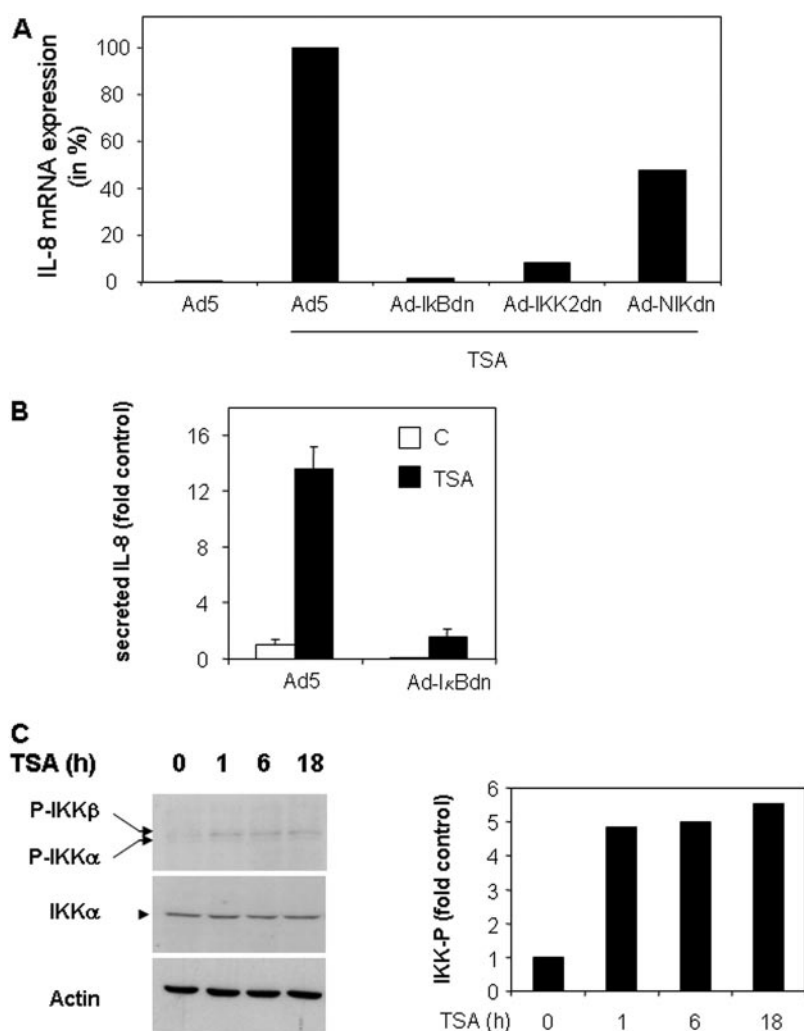 A
IL-8 mRNA expression
(in %)
100
80
60
40
20
0
Ad5 Ad5 Ad-IkBdn Ad-IKK2dn Ad-NIKdn
TSA
B
secreted IL-8 (fold control)
16
12
8
4
0
C
TSA
Ad5 Ad-IκBdn
C
TSA (h) 0 1 6 18
P-IKKβ
P-IKKα
IKKα
Actin
IKK-P (fold control)
6
5
4
3
2
1
0
TSA (h) 0 1 6 18